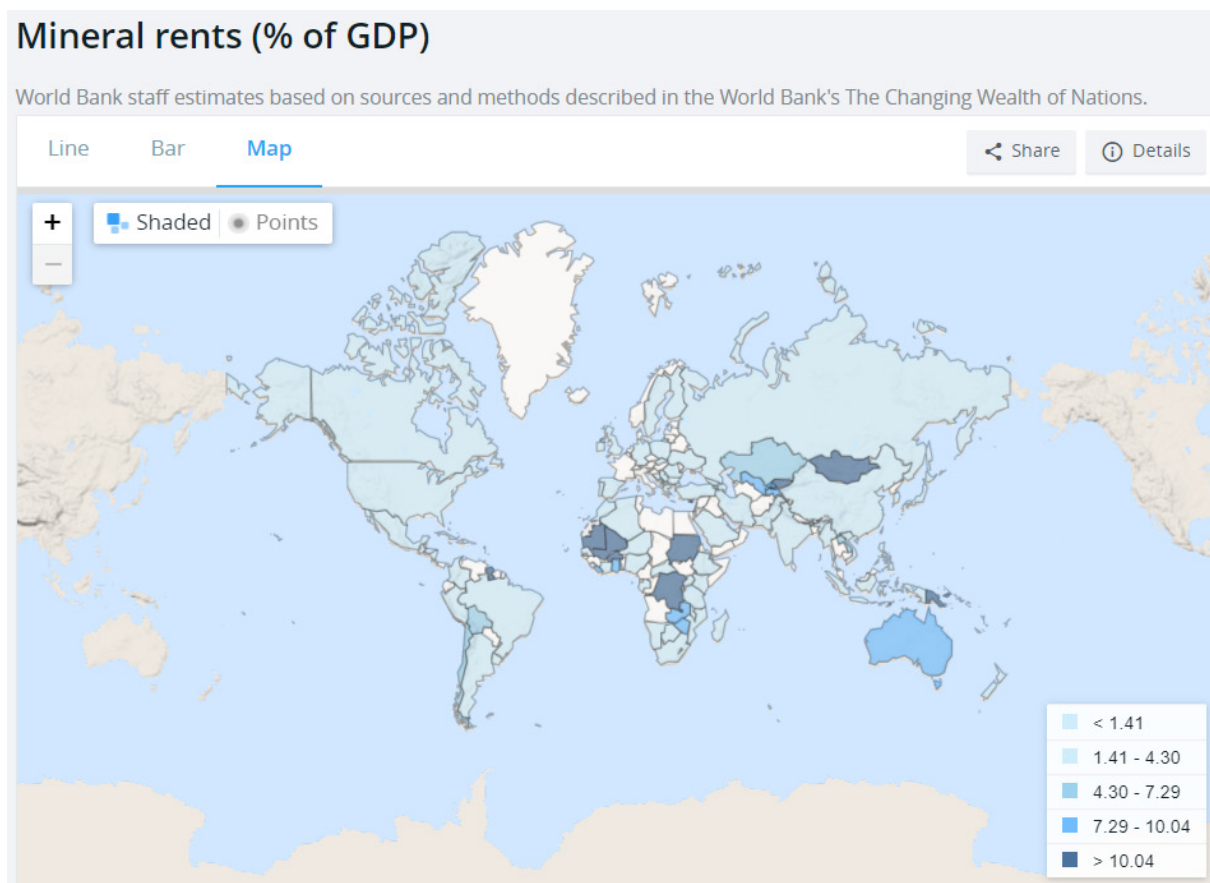 Mineral rents (% of GDP)
World Bank staff estimates based on sources and methods described in the World Bank's The Changing Wealth of Nations.
Line Bar Map Share Details
+ Shaded Points
−
< 1.41
1.41 - 4.30
4.30 - 7.29
7.29 - 10.04
> 10.04